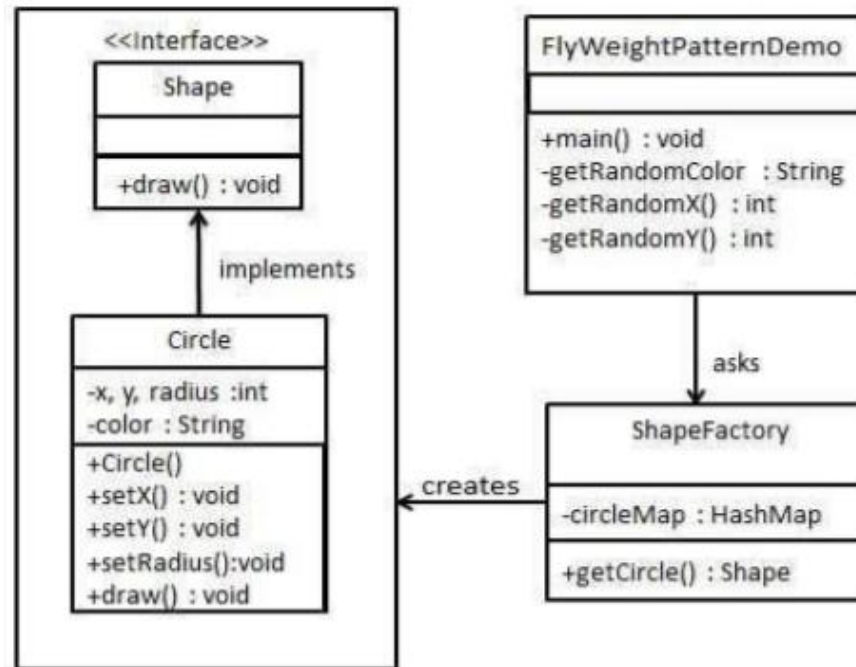 <<Interface>>
Shape
+draw() : void
implements
Circle
-x, y, radius :int
-color : String
+Circle()
+setX() : void
+setY() : void
+setRadius():void
+draw() : void
FlyWeightPatternDemo
+main() : void
-getRandomColor : String
-getRandomX() : int
-getRandomY() : int
asks
ShapeFactory
-circleMap : HashMap
+getCircle() : Shape
creates